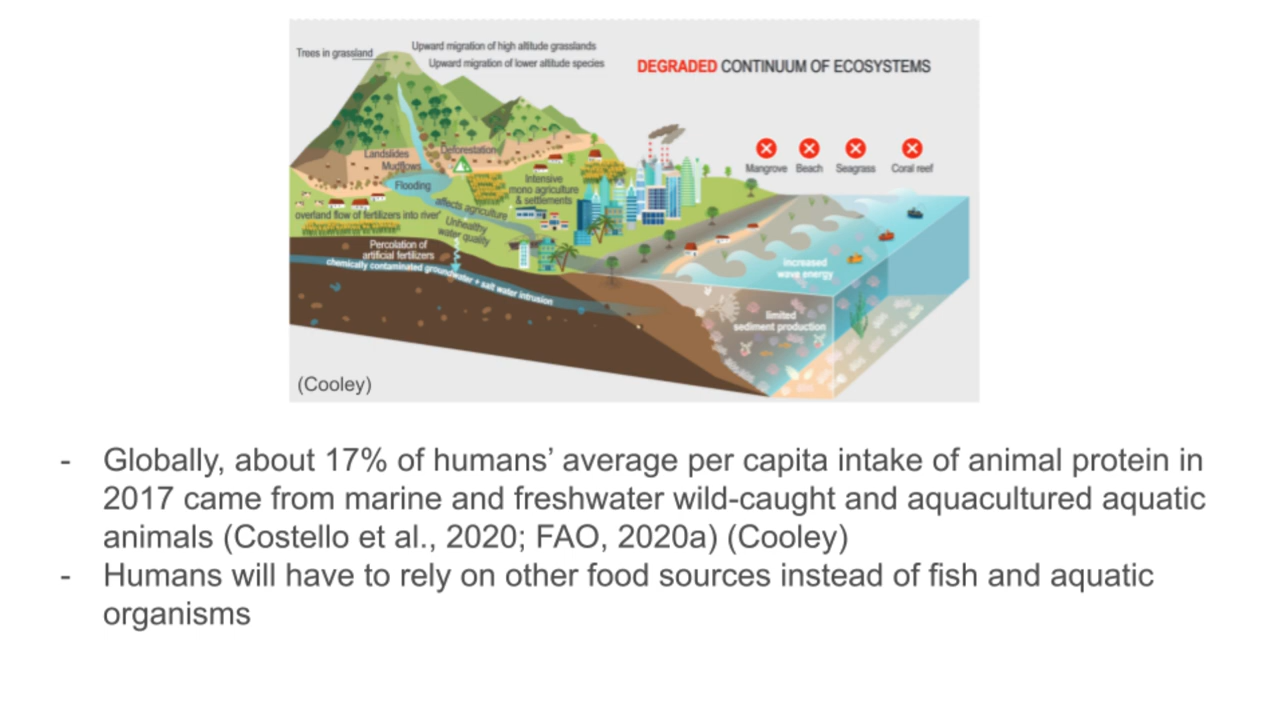 Trees in grassland
Upward migration of high altitude grasslands
Upward migration of lower altitude species
DEGRADED CONTINUUM OF ECOSYSTEMS
Mangrove Beach Seagrass Coral reef
Landslides
Mudflows
Deforestation
Flooding
Intensive
mono agriculture
& settlements
overland flow of fertilizers into river
affects agriculture
Unhealthy
water quality
Percolation of
artificial fertilizers
chemically contaminated groundwater + salt water intrusion
increased
wave energy
limited
sediment production
(Cooley)
- Globally, about 17% of humans’ average per capita intake of animal protein in
2017 came from marine and freshwater wild-caught and aquacultured aquatic
animals (Costello et al., 2020; FAO, 2020a) (Cooley)
- Humans will have to rely on other food sources instead of fish and aquatic
organisms